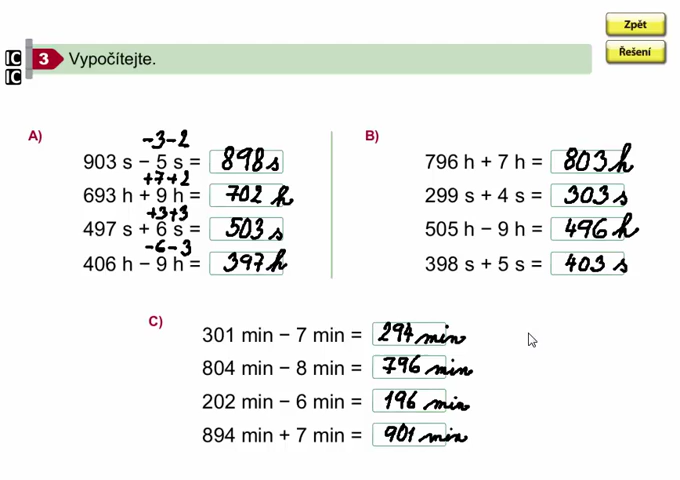 Zpět
Řešení
3 Vypočítejte.
A)
-3-2
903 s − 5 s = 898 s
+7+2
693 h + 9 h = 702 h
+3+3
497 s + 6 s = 503 s
-6-3
406 h − 9 h = 397 h
B)
796 h + 7 h = 803 h
299 s + 4 s = 303 s
505 h − 9 h = 496 h
398 s + 5 s = 403 s
C)
301 min − 7 min = 294 min
804 min − 8 min = 796 min
202 min − 6 min = 196 min
894 min + 7 min = 901 min